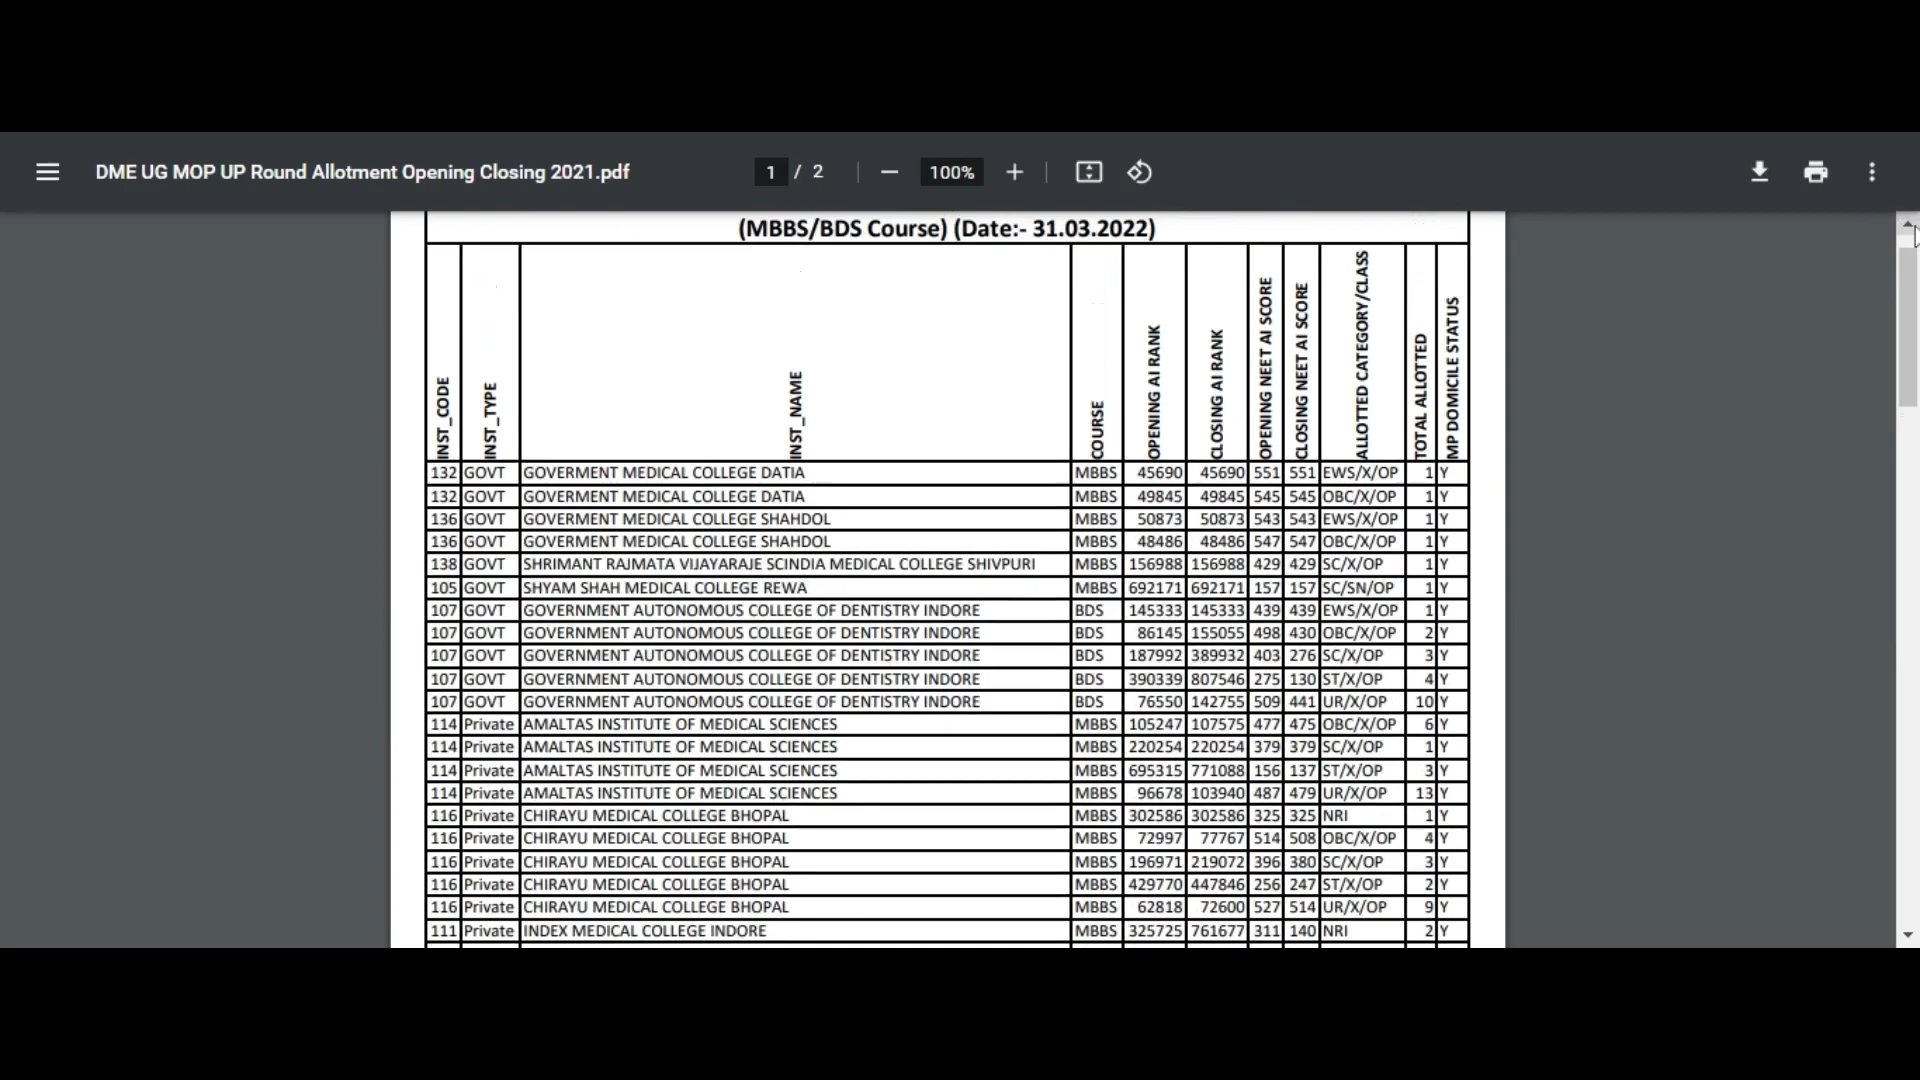 DME UG MOP UP Round Allotment Opening Closing 2021.pdf 1 / 2 100%
(MBBS/BDS Course) (Date:- 31.03.2022)
INST_CODE INST_TYPE INST_NAME COURSE OPENING AI RANK CLOSING AI RANK OPENING NEET AI SCORE CLOSING NEET AI SCORE ALLOTTED CATEGORY/CLASS TOTAL ALLOTTED MP DOMICILE STATUS
132 GOVT GOVERMENT MEDICAL COLLEGE DATIA MBBS 45690 45690 551 551 EWS/X/OP 1 Y
132 GOVT GOVERMENT MEDICAL COLLEGE DATIA MBBS 49845 49845 545 545 OBC/X/OP 1 Y
136 GOVT GOVERMENT MEDICAL COLLEGE SHAHDOL MBBS 50873 50873 543 543 EWS/X/OP 1 Y
136 GOVT GOVERMENT MEDICAL COLLEGE SHAHDOL MBBS 48486 48486 547 547 OBC/X/OP 1 Y
138 GOVT SHRIMANT RAJMATA VIJAYARAJE SCINDIA MEDICAL COLLEGE SHIVPURI MBBS 156988 156988 429 429 SC/X/OP 1 Y
105 GOVT SHYAM SHAH MEDICAL COLLEGE REWA MBBS 692171 692171 157 157 SC/SN/OP 1 Y
107 GOVT GOVERNMENT AUTONOMOUS COLLEGE OF DENTISTRY INDORE BDS 145333 145333 439 439 EWS/X/OP 1 Y
107 GOVT GOVERNMENT AUTONOMOUS COLLEGE OF DENTISTRY INDORE BDS 86145 155055 498 430 OBC/X/OP 2 Y
107 GOVT GOVERNMENT AUTONOMOUS COLLEGE OF DENTISTRY INDORE BDS 187992 389932 403 276 SC/X/OP 3 Y
107 GOVT GOVERNMENT AUTONOMOUS COLLEGE OF DENTISTRY INDORE BDS 390339 807546 275 130 ST/X/OP 4 Y
107 GOVT GOVERNMENT AUTONOMOUS COLLEGE OF DENTISTRY INDORE BDS 76550 142755 509 441 UR/X/OP 10 Y
114 Private AMALTAS INSTITUTE OF MEDICAL SCIENCES MBBS 105247 107575 477 475 OBC/X/OP 6 Y
114 Private AMALTAS INSTITUTE OF MEDICAL SCIENCES MBBS 220254 220254 379 379 SC/X/OP 1 Y
114 Private AMALTAS INSTITUTE OF MEDICAL SCIENCES MBBS 695315 771088 156 137 ST/X/OP 3 Y
114 Private AMALTAS INSTITUTE OF MEDICAL SCIENCES MBBS 96678 103940 487 479 UR/X/OP 13 Y
116 Private CHIRAYU MEDICAL COLLEGE BHOPAL MBBS 302586 302586 325 325 NRI 1 Y
116 Private CHIRAYU MEDICAL COLLEGE BHOPAL MBBS 72997 77767 514 508 OBC/X/OP 4 Y
116 Private CHIRAYU MEDICAL COLLEGE BHOPAL MBBS 196971 219072 396 380 SC/X/OP 3 Y
116 Private CHIRAYU MEDICAL COLLEGE BHOPAL MBBS 429770 447846 256 247 ST/X/OP 2 Y
116 Private CHIRAYU MEDICAL COLLEGE BHOPAL MBBS 62818 72600 527 514 UR/X/OP 9 Y
111 Private INDEX MEDICAL COLLEGE INDORE MBBS 325725 761677 311 140 NRI 2 Y